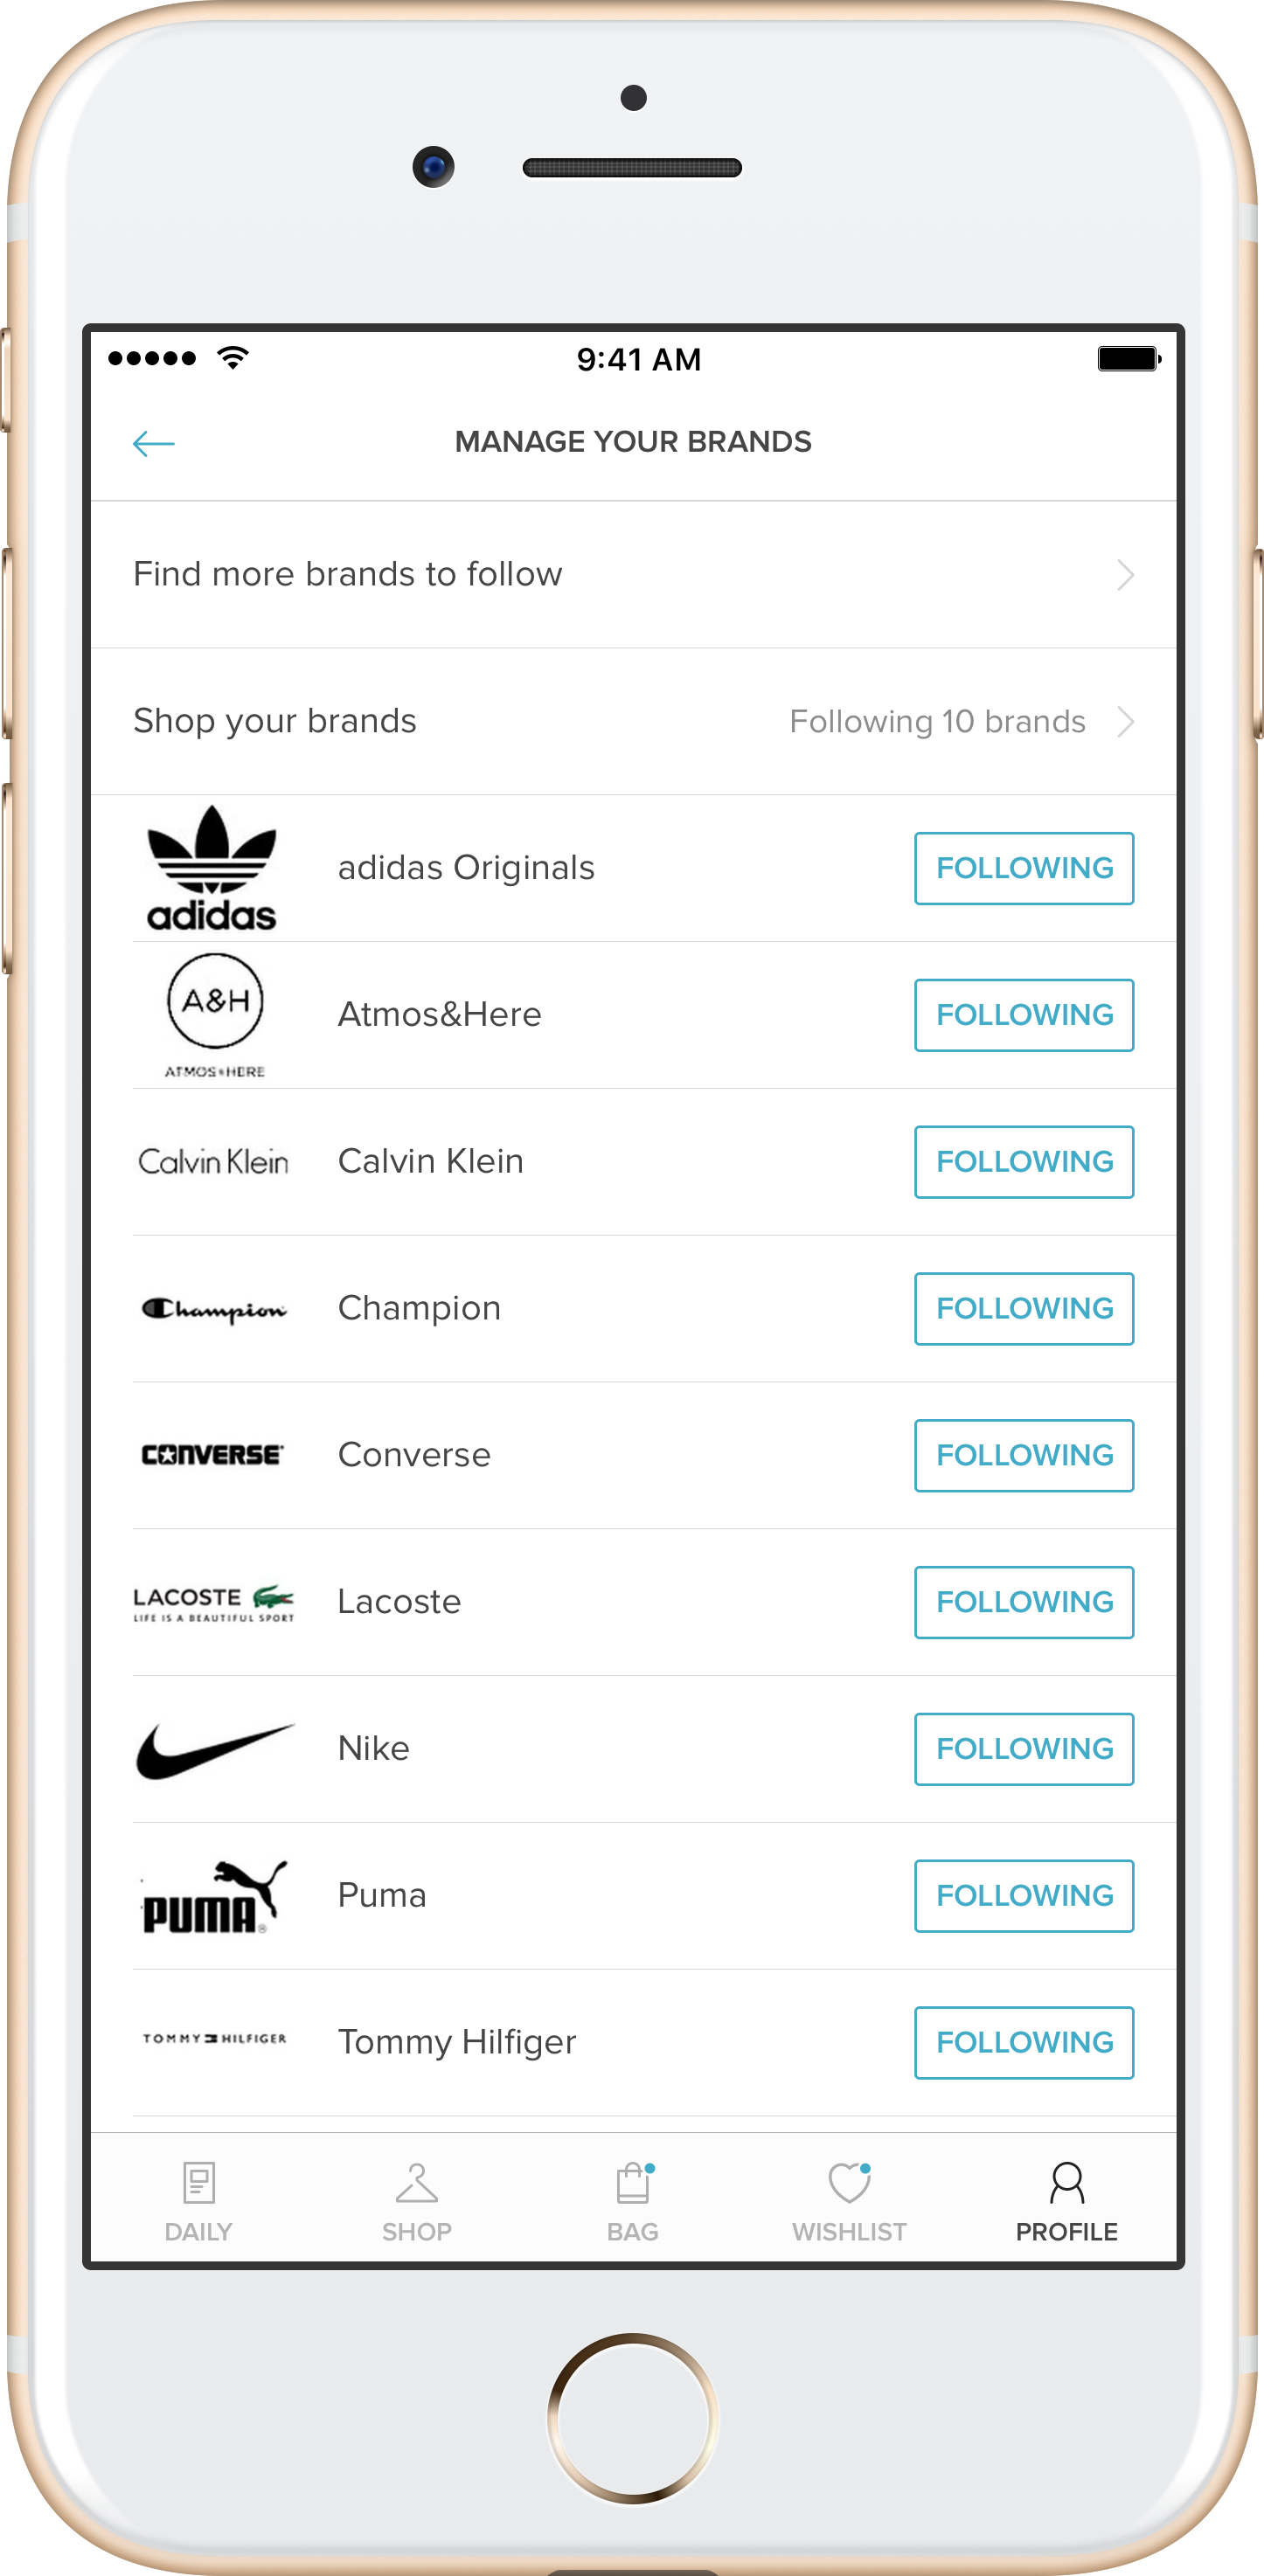 9:41 AM
MANAGE YOUR BRANDS
Find more brands to follow
Shop your brands Following 10 brands
adidas
adidas Originals FOLLOWING
A&H
ATMOS&HERE
Atmos&Here FOLLOWING
Calvin Klein Calvin Klein FOLLOWING
Champion Champion FOLLOWING
CONVERSE Converse FOLLOWING
LACOSTE
LIFE IS A BEAUTIFUL SPORT
Lacoste FOLLOWING
Nike FOLLOWING
PUMA® Puma FOLLOWING
TOMMY HILFIGER Tommy Hilfiger FOLLOWING
DAILY SHOP BAG WISHLIST PROFILE